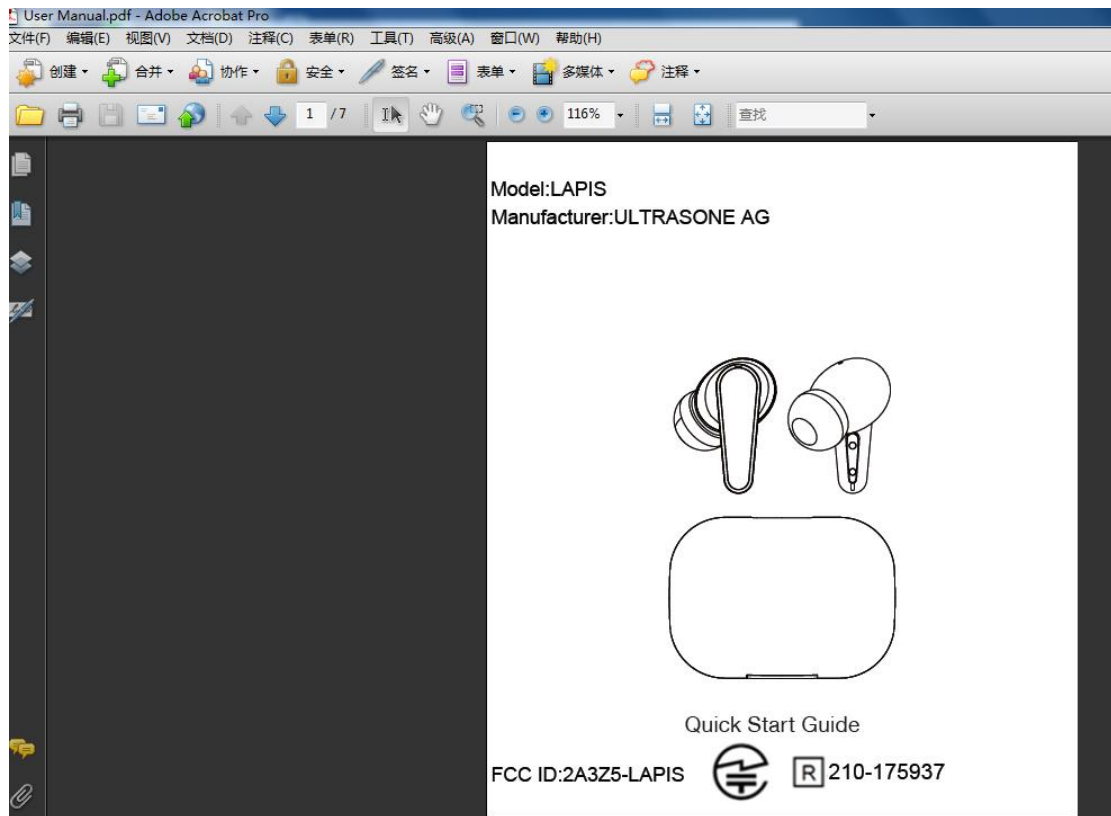 User Manual.pdf - Adobe Acrobat Pro
文件(F) 编辑(E) 视图(V) 文档(D) 注释(C) 表单(R) 工具(T) 高级(A) 窗口(W) 帮助(H)
创建 合并 协作 安全 签名 表单 多媒体 注释
1 / 7 116% 查找
Model:LAPIS
Manufacturer:ULTRASONE AG
Quick Start Guide
FCC ID:2A3Z5-LAPIS R 210-175937